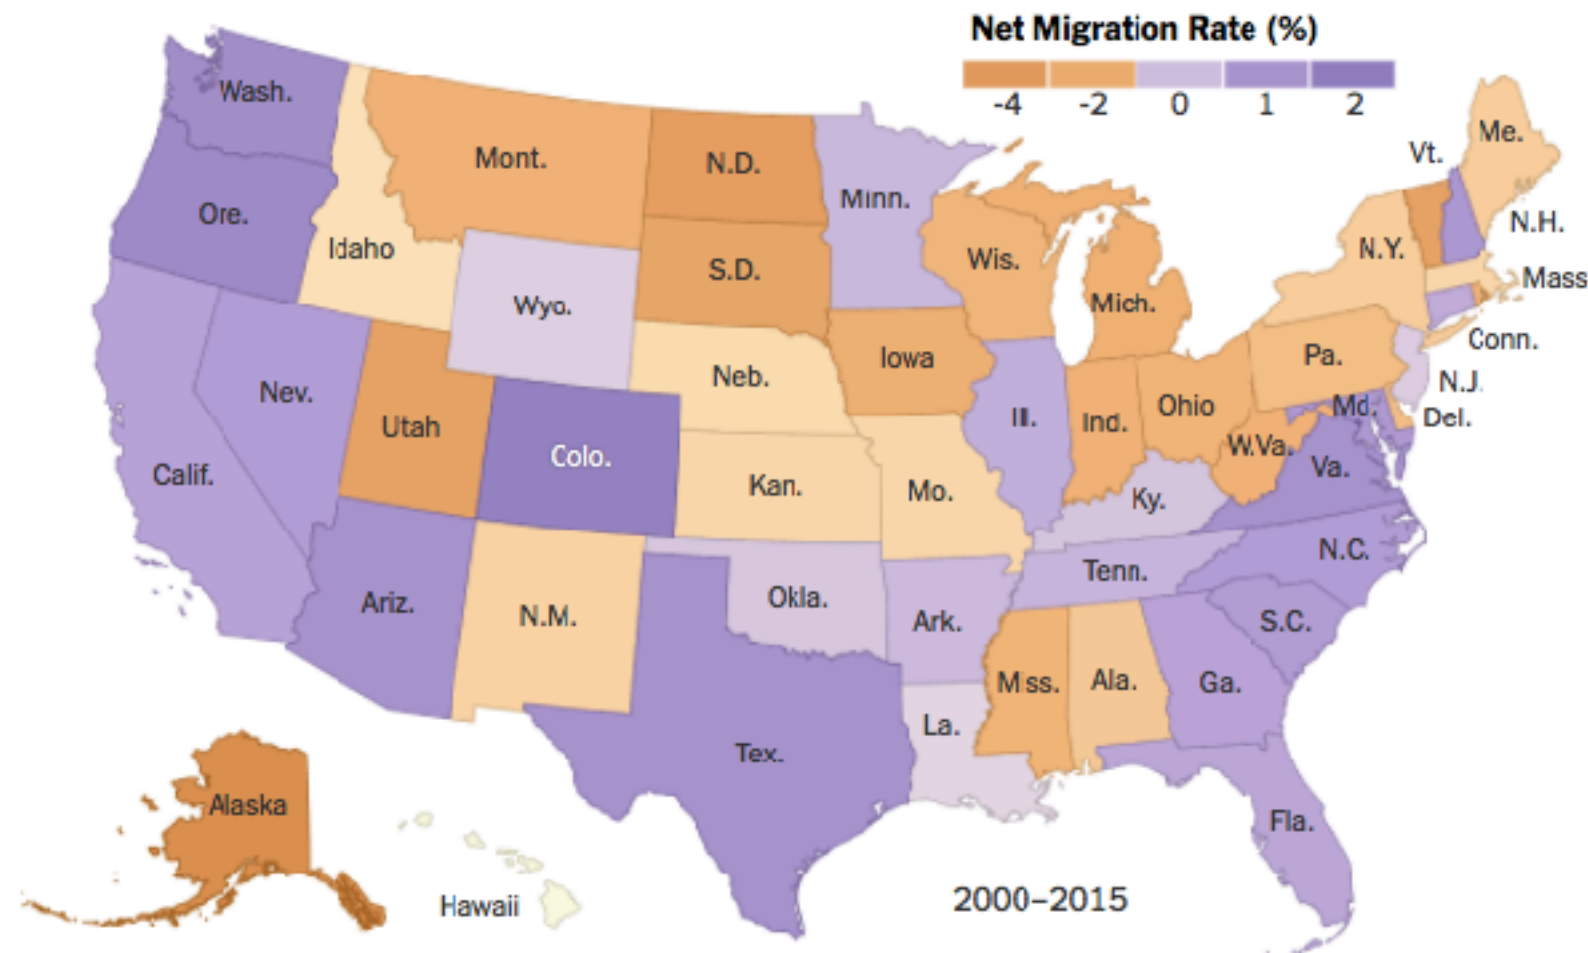 Net Migration Rate (%)
-4 -2 0 1 2
Wash.
Me.
Vt.
Mont.
N.D.
Minn.
Ore.
N.H.
Idaho
N.Y.
Wis.
S.D.
Mass
Wyo.
Mich.
Conn.
Iowa
Pa.
Neb.
N.J.
Nev.
Md.
Ohio
Del.
Ill.
Ind.
Utah
W.Va.
Colo.
Va.
Calif.
Kan.
Mo.
Ky.
N.C.
Tenn.
Okla.
Ariz.
N.M.
Ark.
S.C.
Miss.
Ala.
Ga.
La.
Tex.
Alaska
Fla.
2000–2015
Hawaii